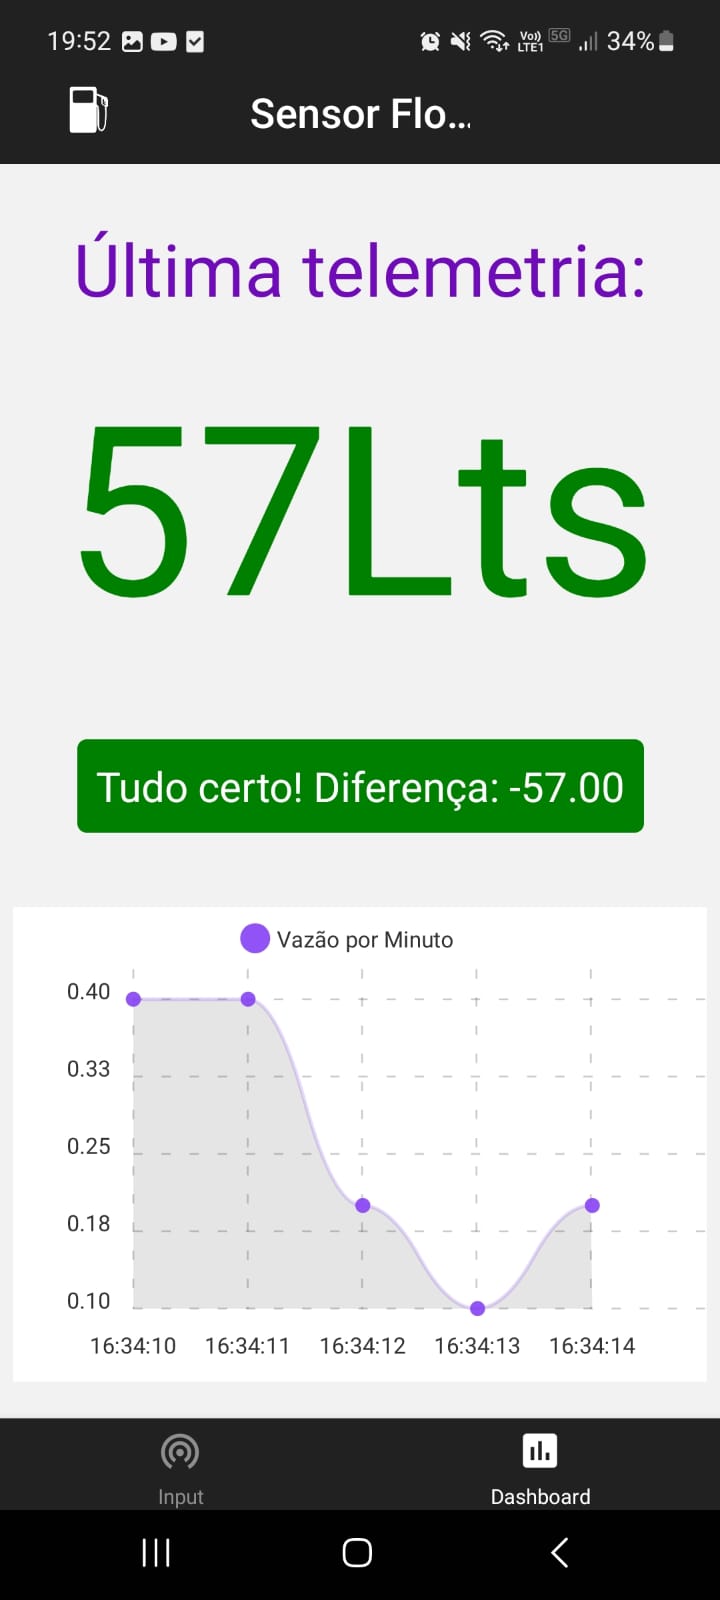 19:52
Vo)) 5G
LTE1 34%
Sensor Flo...
Última telemetria:
57Lts
Tudo certo! Diferença: -57.00
Vazão por Minuto
0.40
0.33
0.25
0.18
0.10
16:34:10 16:34:11 16:34:12 16:34:13 16:34:14
Input Dashboard